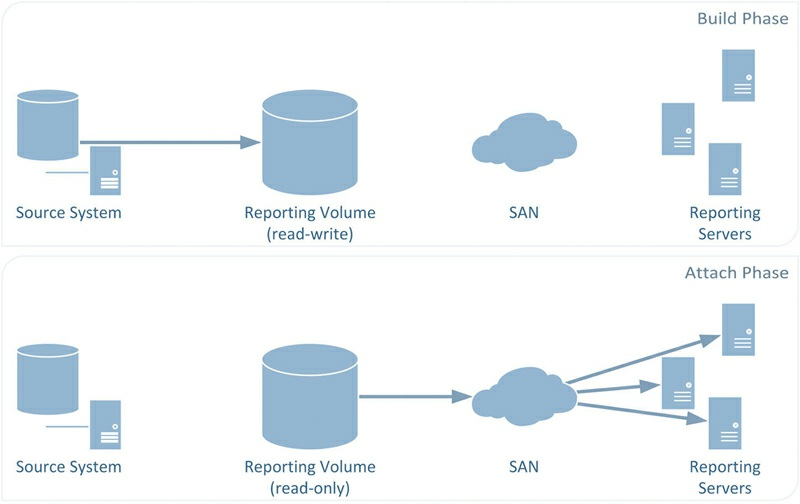 Build Phase
Source System
Reporting Volume
(read-write)
SAN
Reporting
Servers
Attach Phase
Source System
Reporting Volume
(read-only)
SAN
Reporting
Servers